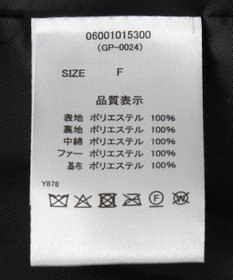 06001015300
(GP-0024)
SIZE F
品質表示
表地 ポリエステル 100%
裏地 ポリエステル 100%
中綿 ポリエステル 100%
ファー ポリエステル 100%
基布 ポリエステル 100%
Y878